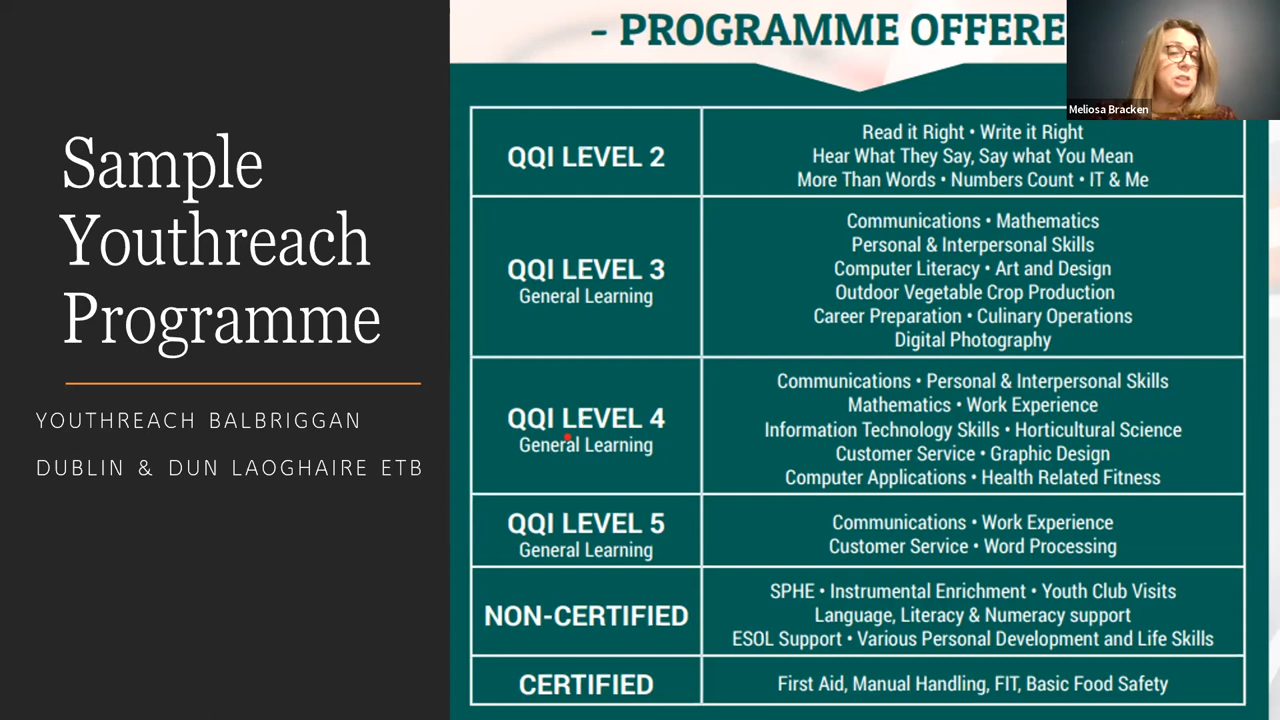 Sample
Youthreach
Programme
YOUTHREACH BALBRIGGAN
DUBLIN & DUN LAOGHAIRE ETB
- PROGRAMME OFFERE
Meliosa Bracken
QQI LEVEL 2
Read it Right • Write it Right
Hear What They Say, Say what You Mean
More Than Words • Numbers Count • IT & Me
QQI LEVEL 3
General Learning
Communications • Mathematics
Personal & Interpersonal Skills
Computer Literacy • Art and Design
Outdoor Vegetable Crop Production
Career Preparation • Culinary Operations
Digital Photography
QQI LEVEL 4
General Learning
Communications • Personal & Interpersonal Skills
Mathematics • Work Experience
Information Technology Skills • Horticultural Science
Customer Service • Graphic Design
Computer Applications • Health Related Fitness
QQI LEVEL 5
General Learning
Communications • Work Experience
Customer Service • Word Processing
NON-CERTIFIED
SPHE • Instrumental Enrichment • Youth Club Visits
Language, Literacy & Numeracy support
ESOL Support • Various Personal Development and Life Skills
CERTIFIED
First Aid, Manual Handling, FIT, Basic Food Safety